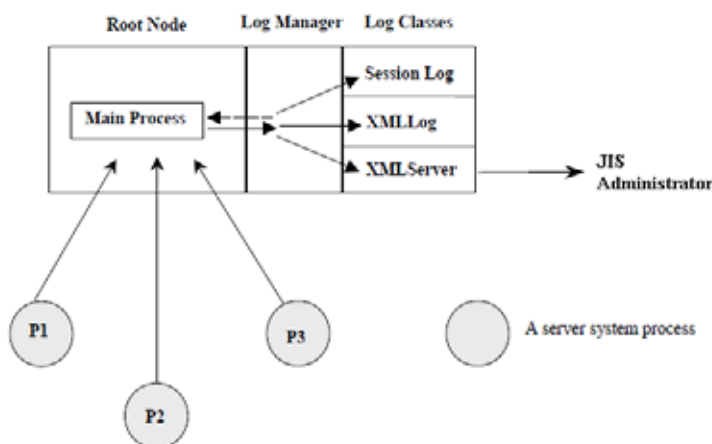 Root Node
Log Manager
Log Classes
Session Log
Main Process
XMLLog
XMLServer
JIS
Administrator
P1
P3
A server system process
P2